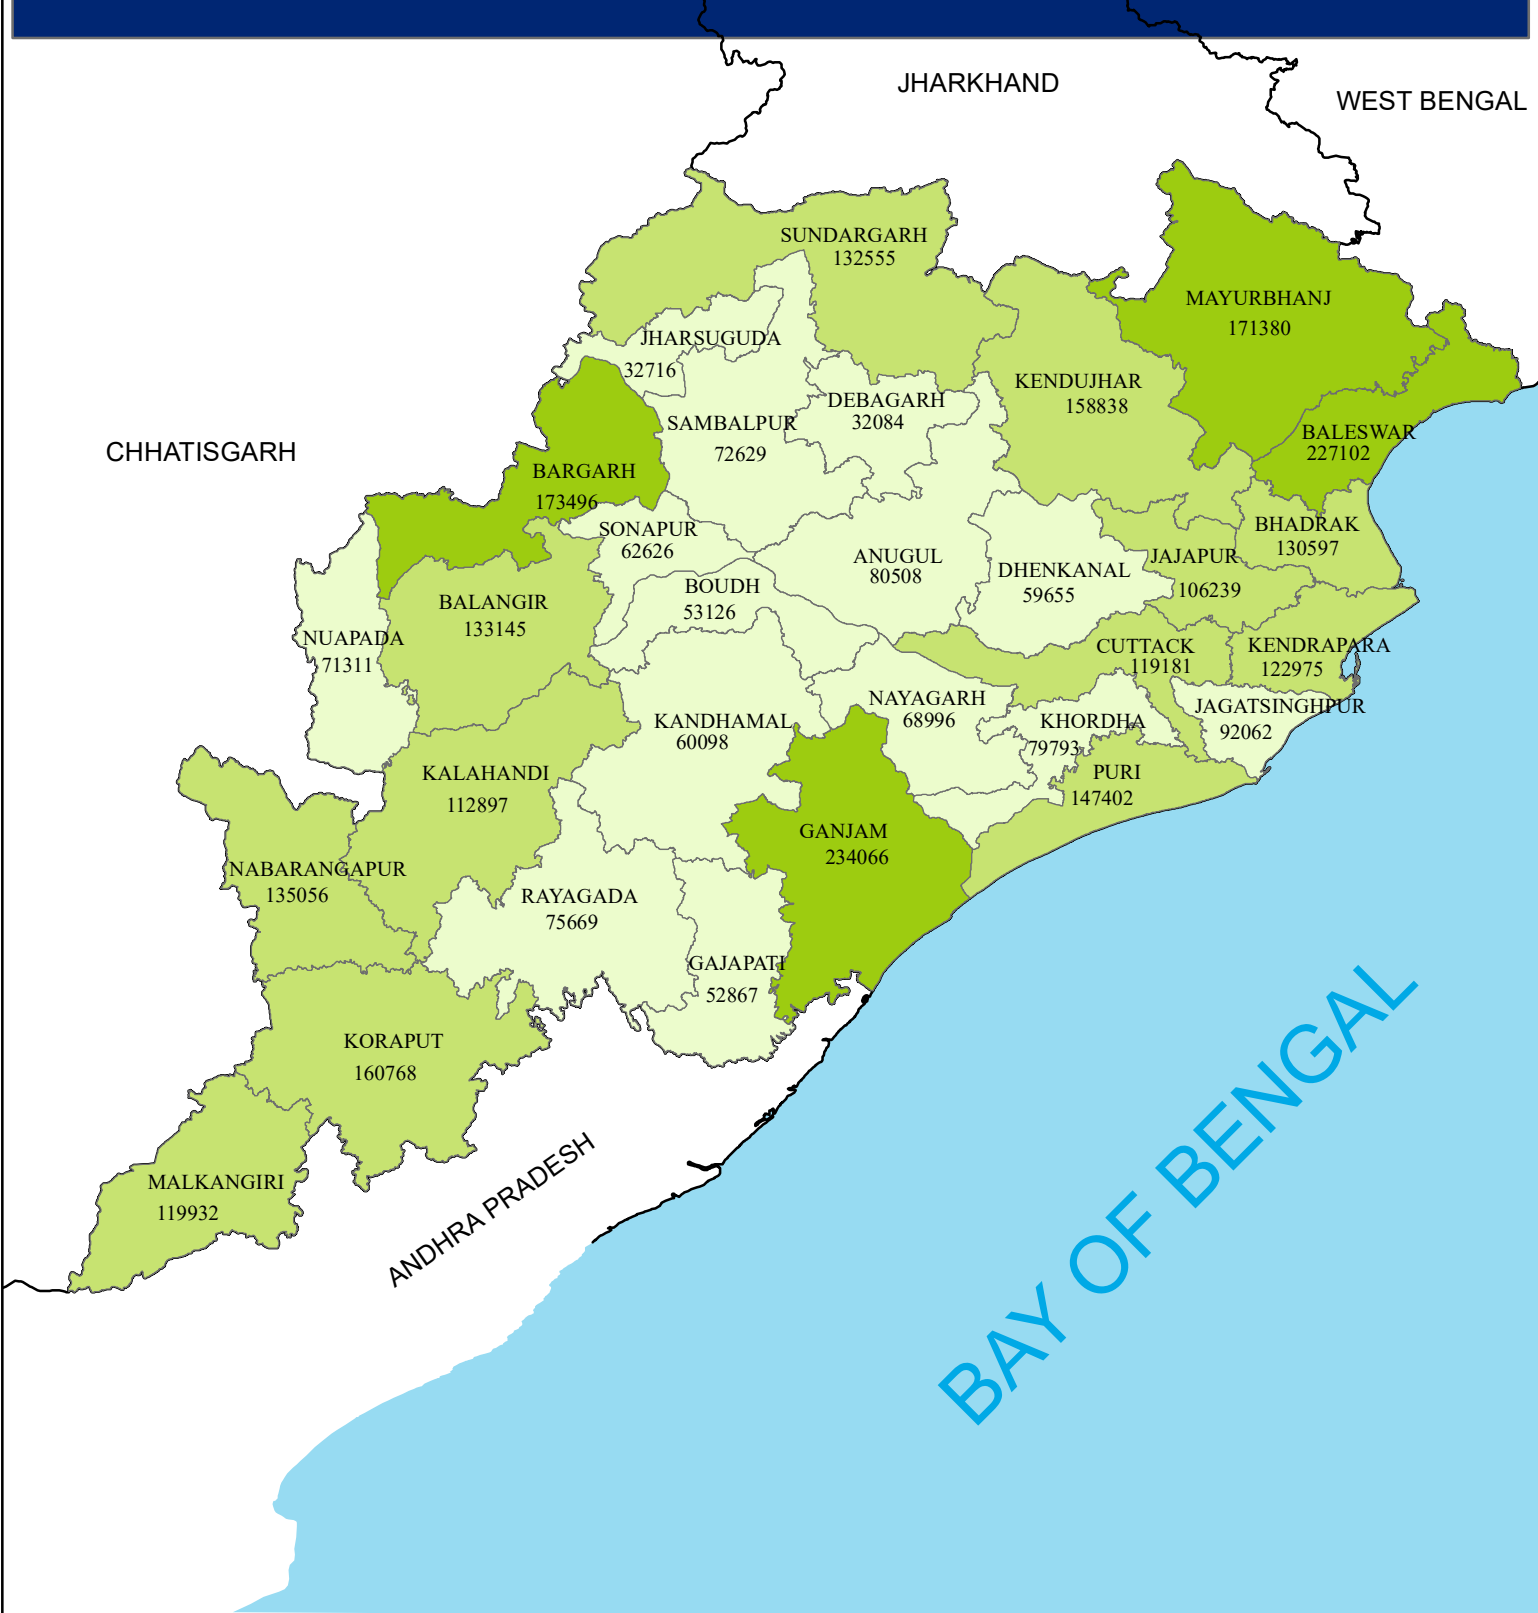 JHARKHAND
WEST BENGAL
SUNDARGARH
132555
MAYURBHANJ
171380
JHARSUGUDA
32716
KENDUJHAR
158838
DEBAGARH
32084
SAMBALPUR
72629
BALESWAR
227102
CHHATISGARH
BARGARH
173496
SONAPUR
62626
BHADRAK
130597
ANUGUL
80508
JAJAPUR
106239
DHENKANAL
59655
BOUDH
53126
BALANGIR
133145
NUAPADA
71311
CUTTACK
119181
KENDRAPARA
122975
NAYAGARH
68996
JAGATSINGHPUR
92062
KANDHAMAL
60098
KHORDHA
79793
KALAHANDI
112897
PURI
147402
GANJAM
234066
NABARANGAPUR
135056
RAYAGADA
75669
GAJAPATI
52867
KORAPUT
160768
MALKANGIRI
119932
ANDHRA PRADESH
BAY OF BENGAL